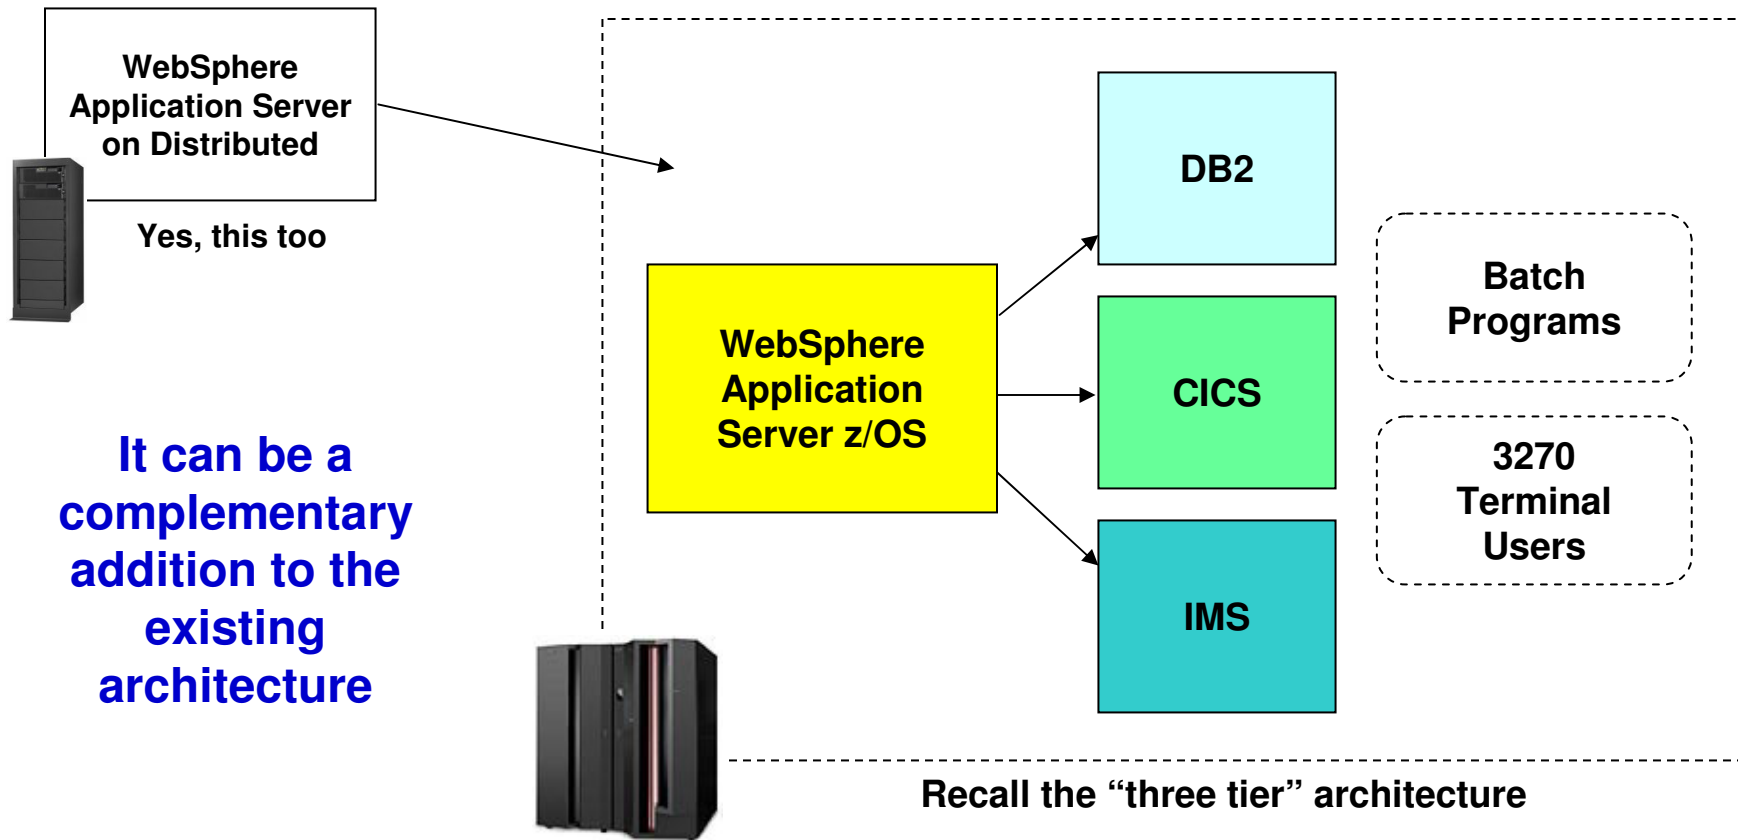 WebSphere
Application Server
on Distributed
Yes, this too
It can be a
complementary
addition to the
existing
architecture
WebSphere
Application
Server z/OS
DB2
CICS
IMS
Batch
Programs
3270
Terminal
Users
Recall the “three tier” architecture